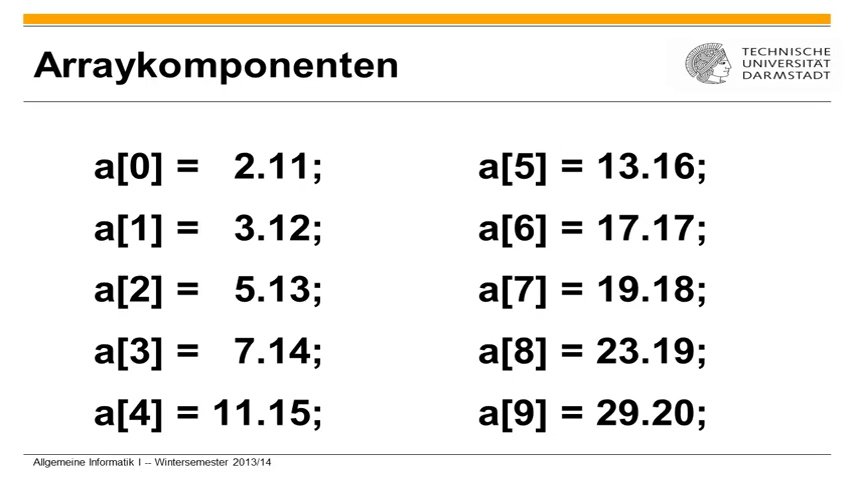 Arraykomponenten
TECHNISCHE
UNIVERSITÄT
DARMSTADT
a[0] = 2.11;
a[1] = 3.12;
a[2] = 5.13;
a[3] = 7.14;
a[4] = 11.15;
a[5] = 13.16;
a[6] = 17.17;
a[7] = 19.18;
a[8] = 23.19;
a[9] = 29.20;
Allgemeine Informatik I -- Wintersemester 2013/14